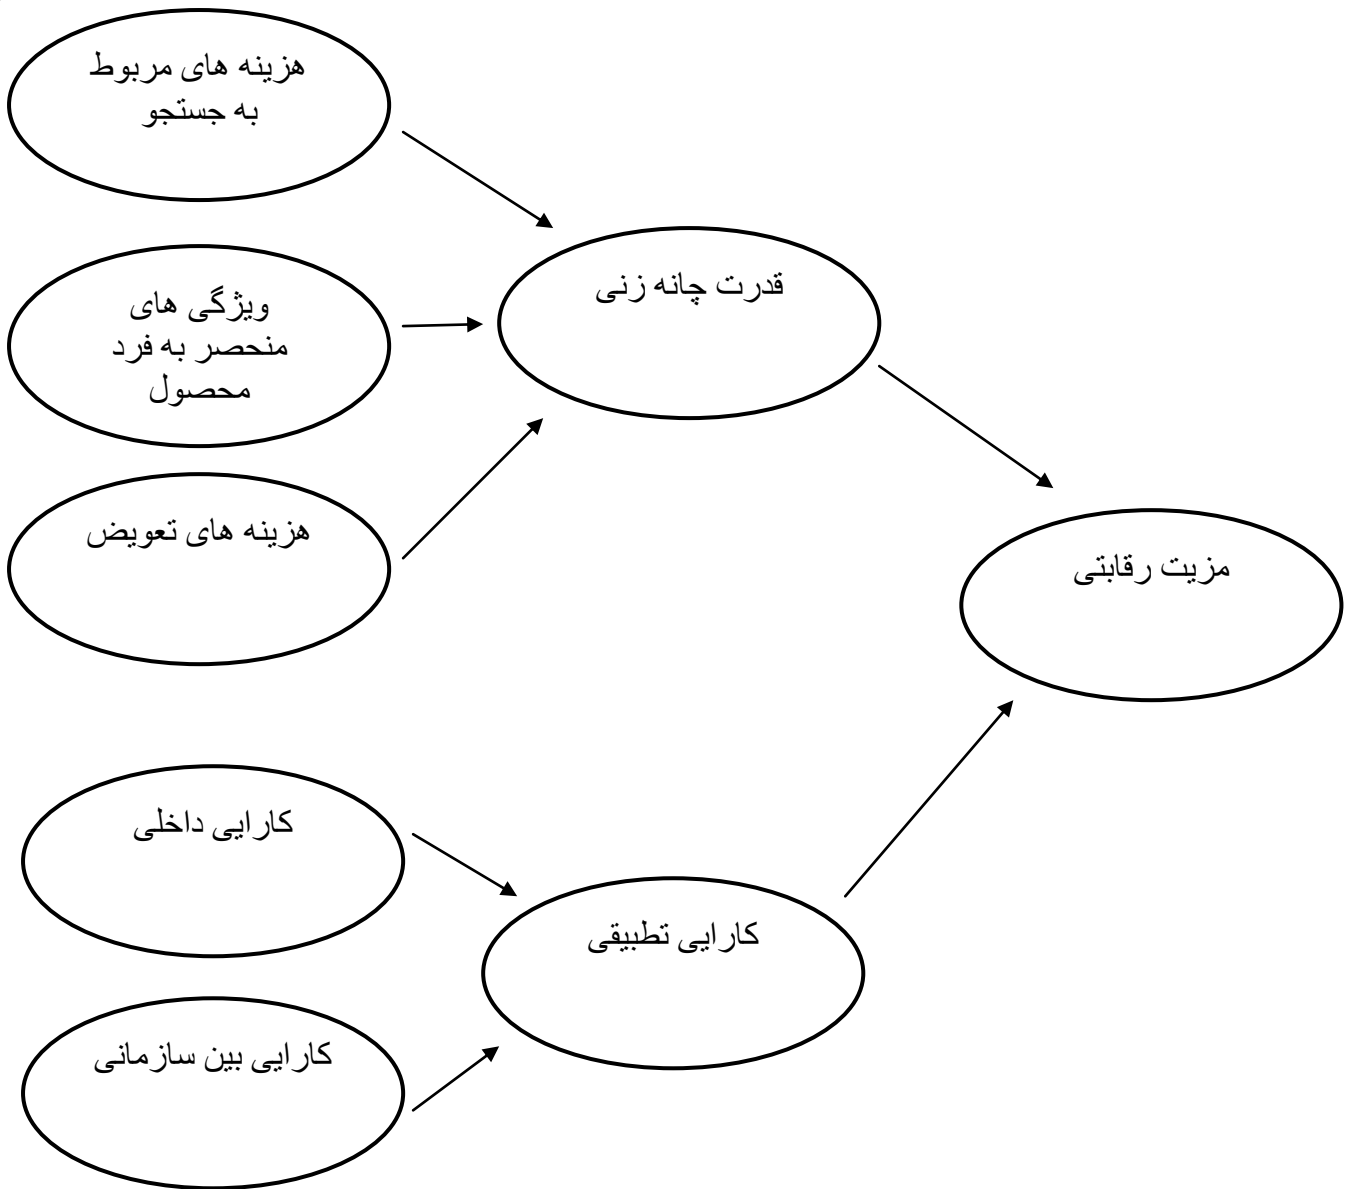 هزینه های مربوط
به جستجو
ویژگی های
منحصر به فرد
محصول
هزینه های تعویض
قدرت چانه زنی
مزیت رقابتی
کارایی داخلی
کارایی تطبیقی
کارایی بین سازمانی